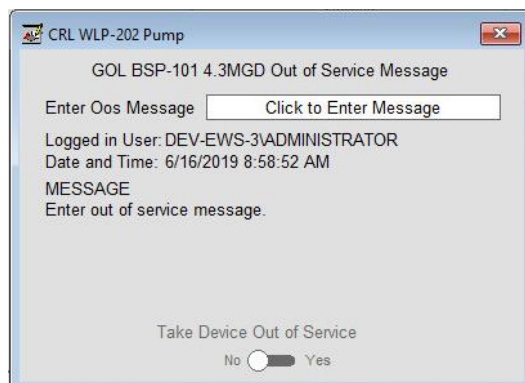 CRL WLP-202 Pump
GOL BSP-101 4.3MGD Out of Service Message
Enter Oos Message Click to Enter Message
Logged in User: DEV-EWS-3\ADMINISTRATOR
Date and Time: 6/16/2019 8:58:52 AM
MESSAGE
Enter out of service message.
Take Device Out of Service
No Yes